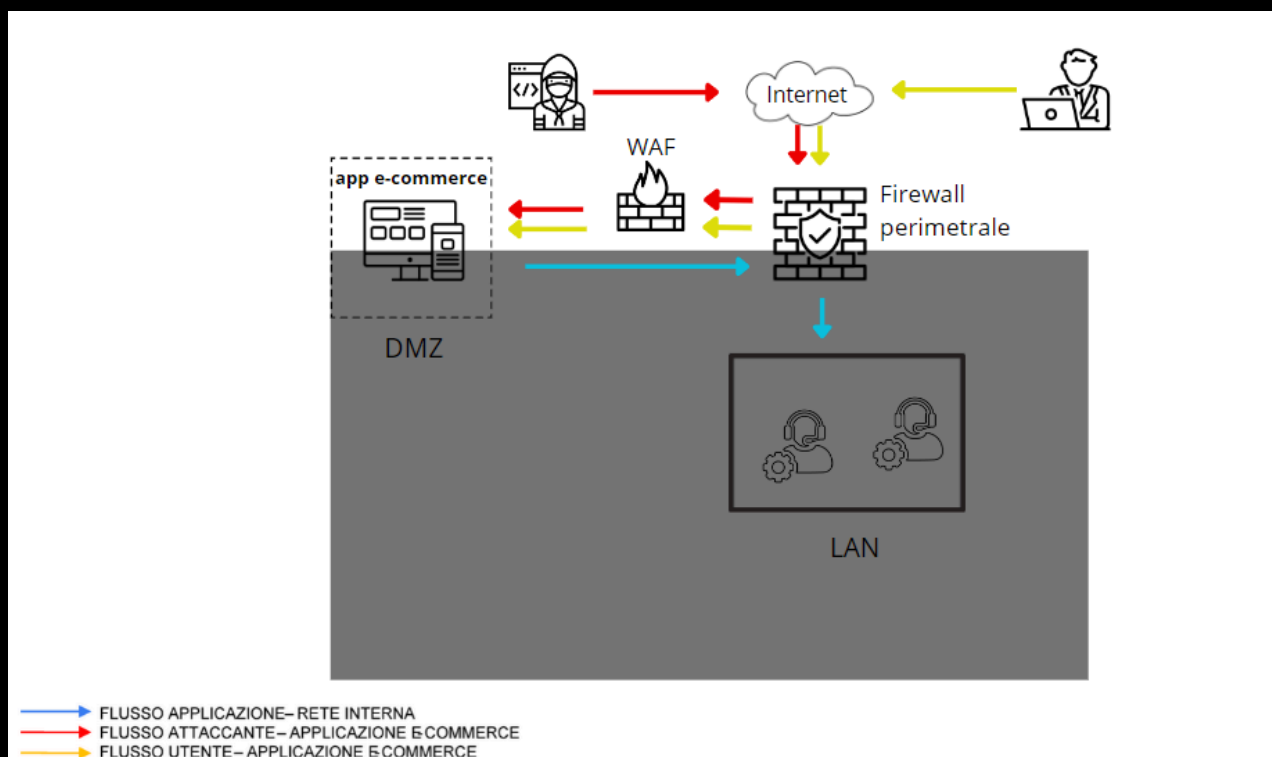 Internet
</>
WAF
app e-commerce
Firewall
perimetrale
DMZ
LAN
FLUSSO APPLICAZIONE– RETE INTERNA
FLUSSO ATTACCANTE– APPLICAZIONE E-COMMERCE
FLUSSO UTENTE– APPLICAZIONE E-COMMERCE